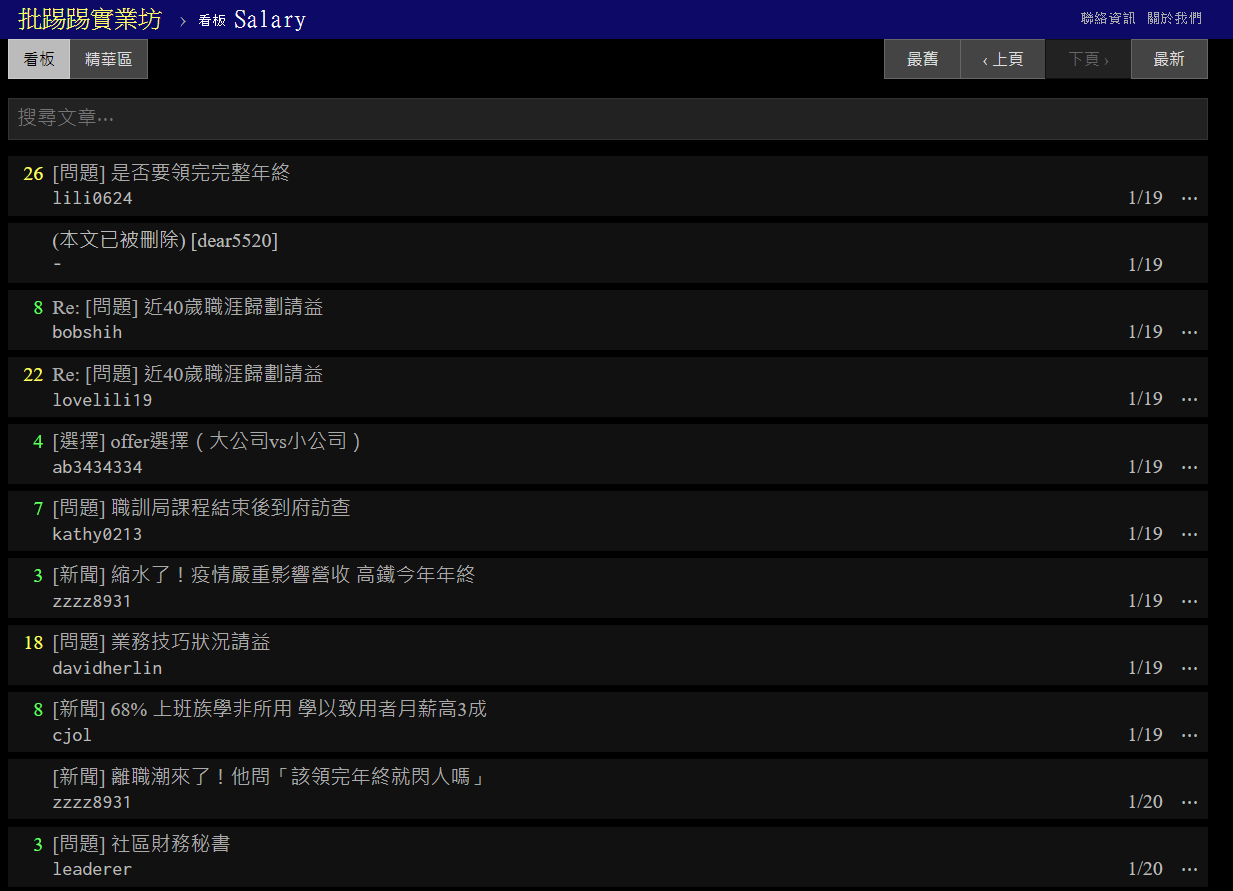 批踢踢實業坊 › 看板 Salary 聯絡資訊 關於我們
看板 精華區 最舊 ‹ 上頁 下頁 › 最新
搜尋文章⋯
26 [問題] 是否要領完完整年終
lili0624 1/19 ⋯
(本文已被刪除) [dear5520]
- 1/19
8 Re: [問題] 近40歲職涯歸劃請益
bobshih 1/19 ⋯
22 Re: [問題] 近40歲職涯歸劃請益
lovelili19 1/19 ⋯
4 [選擇] offer選擇（大公司vs小公司）
ab3434334 1/19 ⋯
7 [問題] 職訓局課程結束後到府訪查
kathy0213 1/19 ⋯
3 [新聞] 縮水了！疫情嚴重影響營收 高鐵今年年終
zzzz8931 1/19 ⋯
18 [問題] 業務技巧狀況請益
davidherlin 1/19 ⋯
8 [新聞] 68% 上班族學非所用 學以致用者月薪高3成
cjol 1/19 ⋯
[新聞] 離職潮來了！他問「該領完年終就閃人嗎」
zzzz8931 1/20 ⋯
3 [問題] 社區財務秘書
leaderer 1/20 ⋯